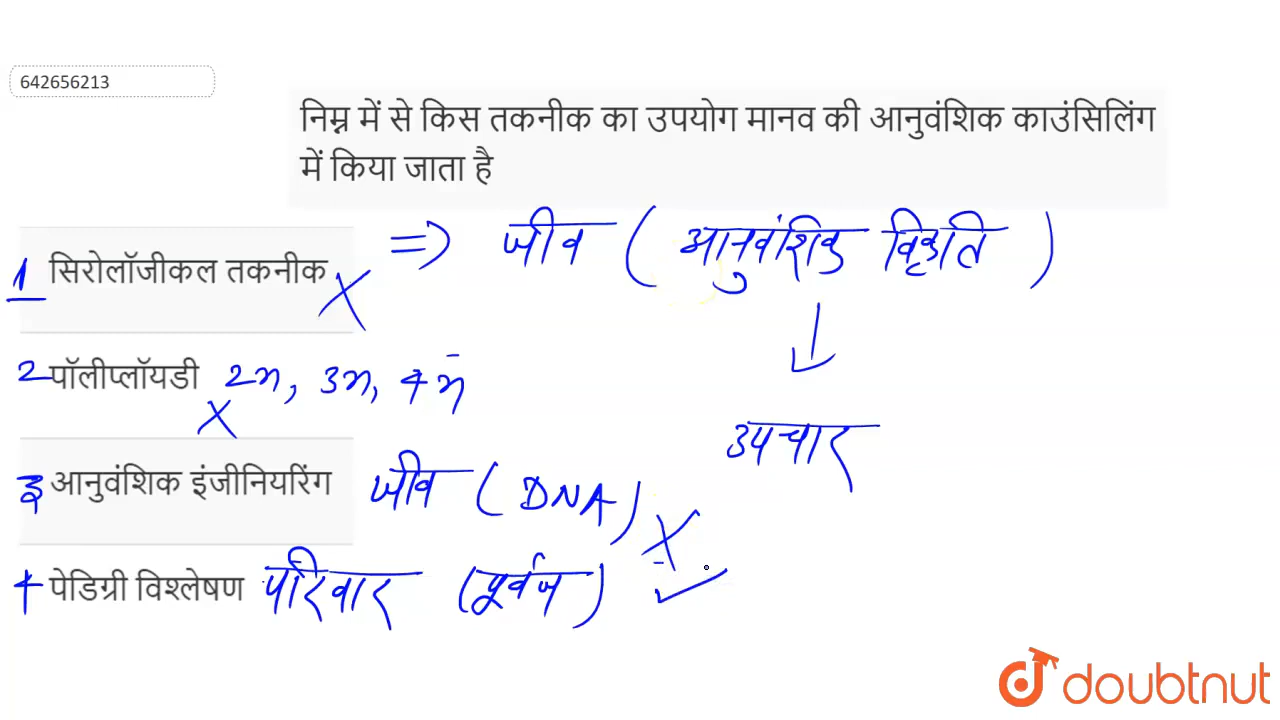 642656213
निम्न में से किस तकनीक का उपयोग मानव की आनुवंशिक काउंसिलिंग
में किया जाता है
⇒ जीव ( आनुवंशिक विकृति )
1 सिरोलॉजीकल तकनीक X
↓
2 पॉलीप्लॉयडी 2n, 3n, 4n
X
उपचार
3 आनुवंशिक इंजीनियरिंग जीव ( DNA ) X
4 पेडिग्री विश्लेषण परिवार (पूर्वज) ✓
doubtnut